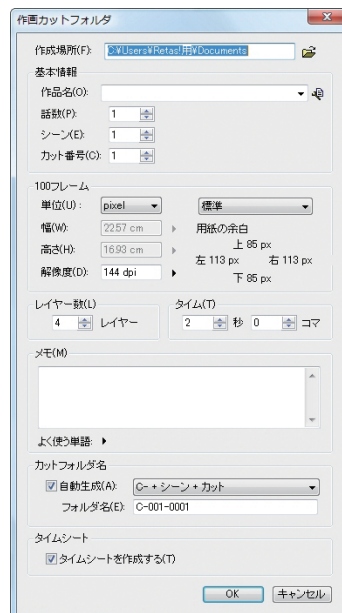 作画カットフォルダ
作成場所(F): D:¥Users¥Retas!用¥Documents
基本情報
作品名(O):
話数(P): 1
シーン(E): 1
カット番号(C): 1
100フレーム
単位(U): pixel 標準
幅(W): 22.57 cm 用紙の余白
高さ(H): 16.93 cm 上 85 px
左 113 px 右 113 px
解像度(D): 144 dpi 下 85 px
レイヤー数(L) タイム(T)
4 レイヤー 2 秒 0 コマ
メモ(M)
よく使う単語:
カットフォルダ名
自動生成(A): C- + シーン + カット
フォルダ名(E): C-001-0001
タイムシート
タイムシートを作成する(T)
OK キャンセル